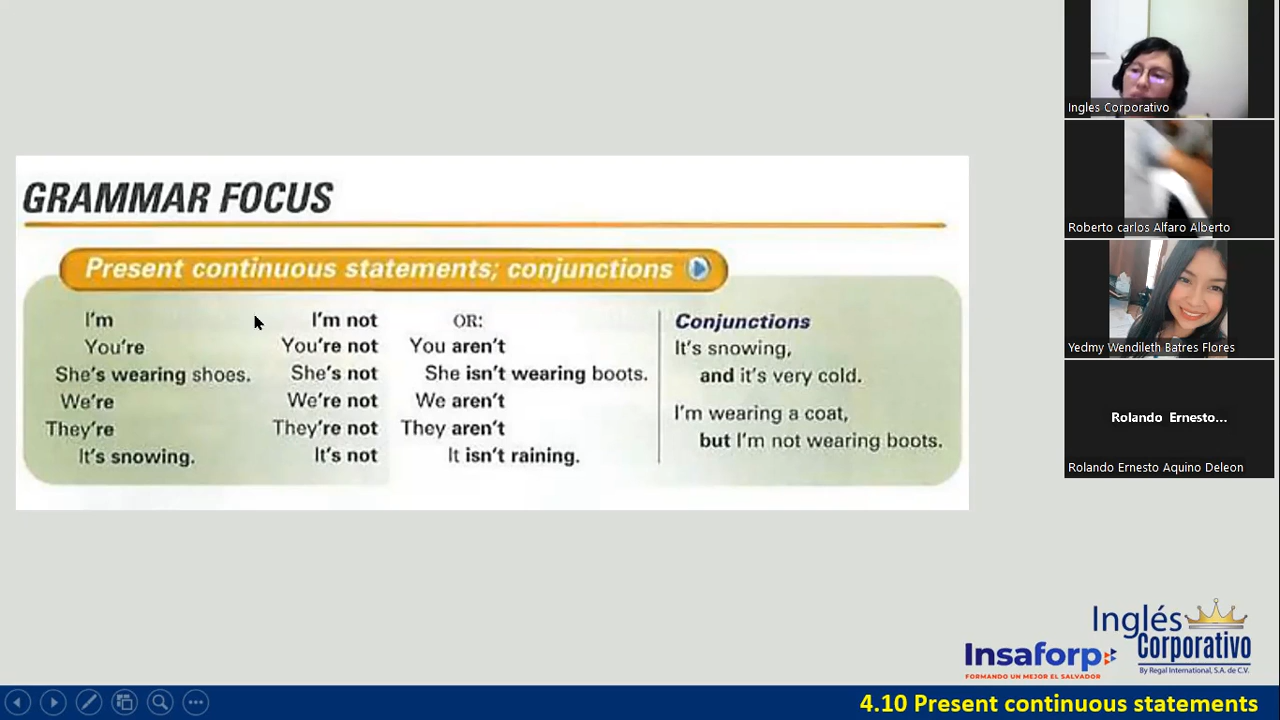 GRAMMAR FOCUS
Present continuous statements; conjunctions
I'm I'm not OR:
You're You're not You aren't
She's wearing shoes. She's not She isn't wearing boots.
We're We're not We aren't
They're They're not They aren't
It's snowing. It's not It isn't raining.
Conjunctions
It's snowing,
and it's very cold.
I'm wearing a coat,
but I'm not wearing boots.
Ingles Corporativo
Roberto carlos Alfaro Alberto
Yedmy Wendileth Batres Flores
Rolando Ernesto...
Rolando Ernesto Aquino Deleon
Insaforp
FORMANDO UN MEJOR EL SALVADOR
Inglés
Corporativo
By Regal International, S.A. de C.V.
4.10 Present continuous statements